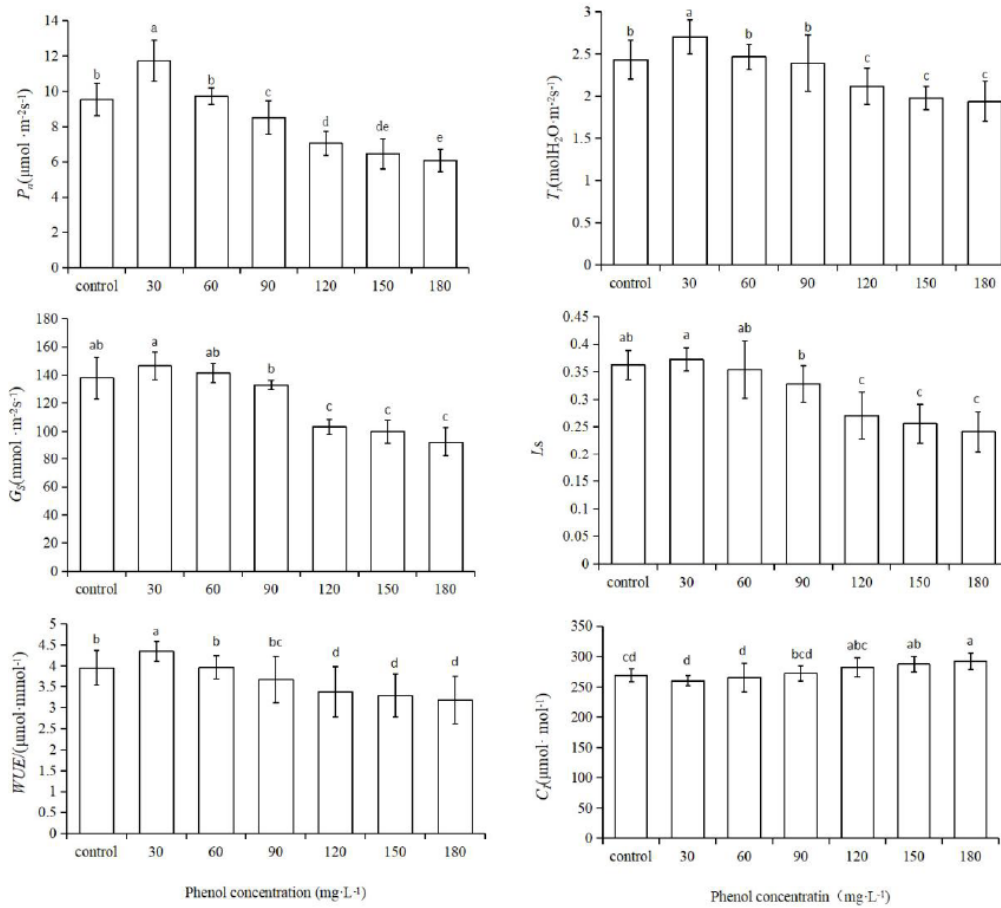 14
12
10
8
6
4
2
0
Pn(μmol ·m-2s-1)
b
a
b
c
d
de
e
control 30 60 90 120 150 180
3
2.5
2
1.5
1
0.5
0
Tr(molH2O·m-2s-1)
b
a
b
b
c
c
c
control 30 60 90 120 150 180
180
160
140
120
100
80
60
40
20
0
GS(mmol ·m-2s-1)
ab
a
ab
b
c
c
c
control 30 60 90 120 150 180
0.45
0.4
0.35
0.3
0.25
0.2
0.15
0.1
0.05
0
Ls
ab
a
ab
b
c
c
c
control 30 60 90 120 150 180
5
4.5
4
3.5
3
2.5
2
1.5
1
0.5
0
WUE/(μmol·mmol-1)
b
a
b
bc
d
d
d
control 30 60 90 120 150 180
Phenol concentration (mg·L-1)
350
300
250
200
150
100
50
0
CI(μmol· mol-1)
cd
d
d
bcd
abc
ab
a
control 30 60 90 120 150 180
Phenol concentratin（mg·L-1)